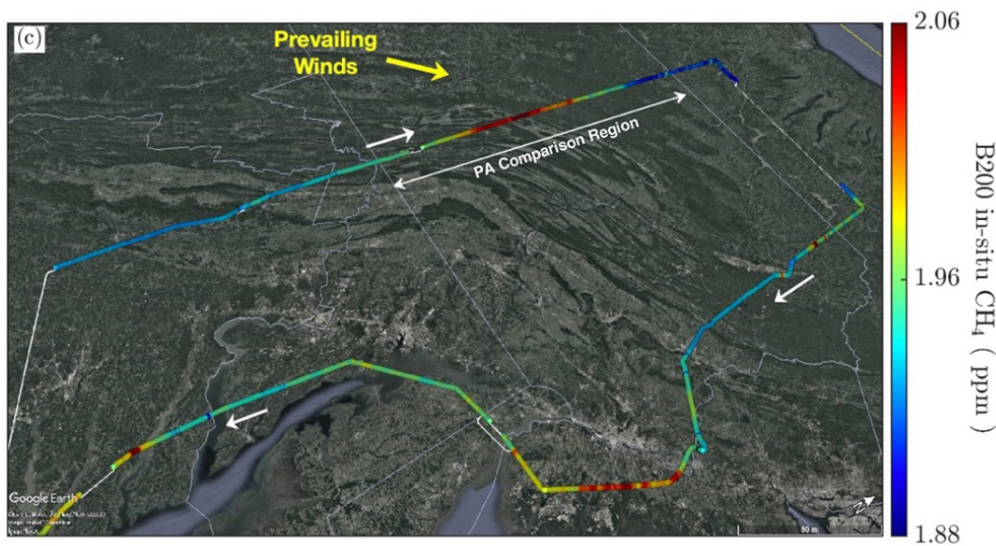 (c)
Prevailing
Winds
PA Comparison Region
Google Earth
50 mi
N
2.06
1.96
1.88
B200 in-situ CH₄ ( ppm )